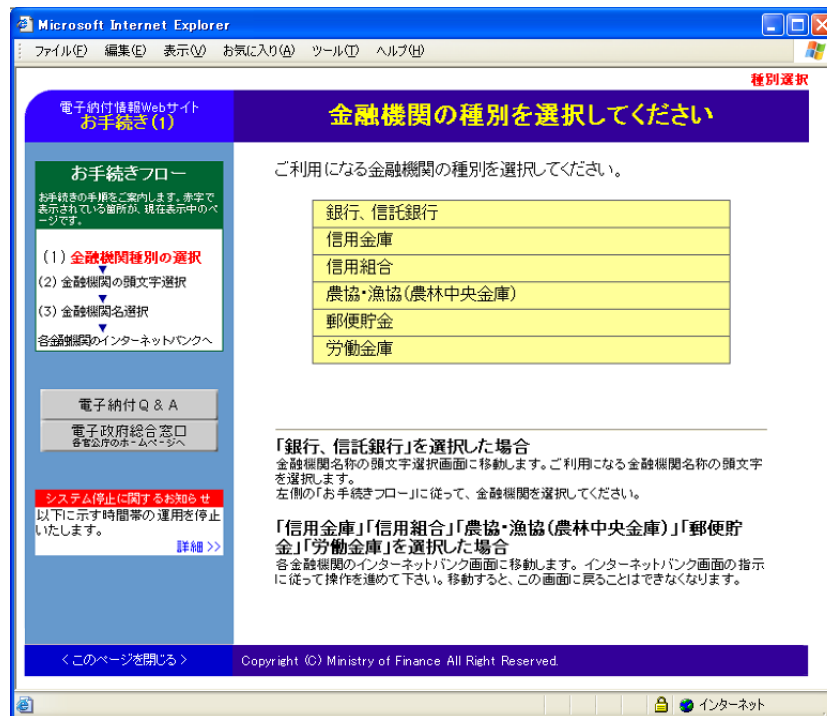 Microsoft Internet Explorer
ファイル(F) 編集(E) 表示(V) お気に入り(A) ツール(T) ヘルプ(H)
種別選択
電子納付情報Webサイト
お手続き(1)
金融機関の種別を選択してください
お手続きフロー
お手続きの手順をご案内します。赤字で
表示されている箇所が、現在表示中のペ
ージです。
(1) 金融機関種別の選択
(2) 金融機関の頭文字選択
(3) 金融機関名選択
各金融機関のインターネットバンクへ
電子納付Q & A
電子政府総合窓口
各官公庁のホームページへ
システム停止に関するお知らせ
以下に示す時間帯の運用を停止
いたします。
詳細 >>
ご利用になる金融機関の種別を選択してください。
銀行、信託銀行
信用金庫
信用組合
農協・漁協(農林中央金庫)
郵便貯金
労働金庫
「銀行、信託銀行」を選択した場合
金融機関名称の頭文字選択画面に移動します。ご利用になる金融機関名称の頭文字
を選択します。
左側の「お手続きフロー」に従って、金融機関を選択してください。
「信用金庫」「信用組合」「農協・漁協(農林中央金庫)」「郵便貯
金」「労働金庫」を選択した場合
各金融機関のインターネットバンク画面に移動します。インターネットバンク画面の指示
に従って操作を進めて下さい。移動すると、この画面に戻ることはできなくなります。
<このページを閉じる>
Copyright (C) Ministry of Finance All Right Reserved.
インターネット